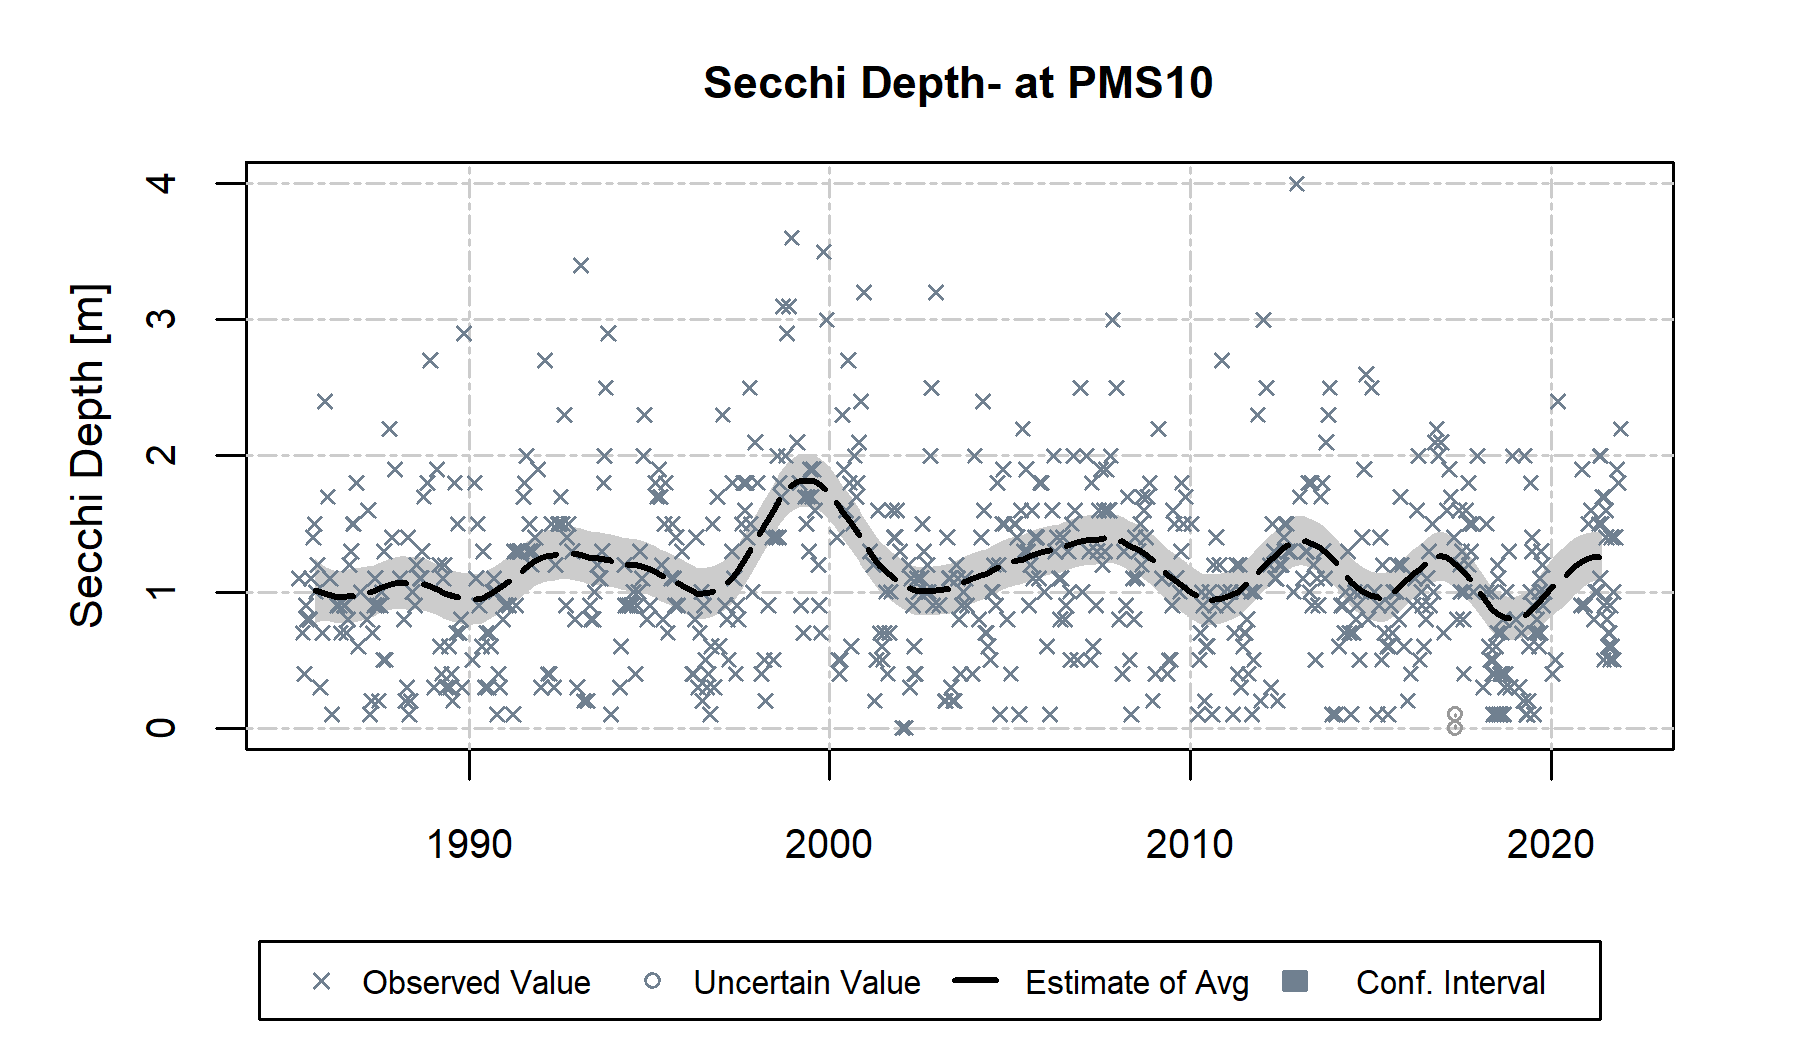 Secchi Depth- at PMS10
Secchi Depth [m]
4
3
2
1
0
1990 2000 2010 2020
Observed Value Uncertain Value Estimate of Avg Conf. Interval